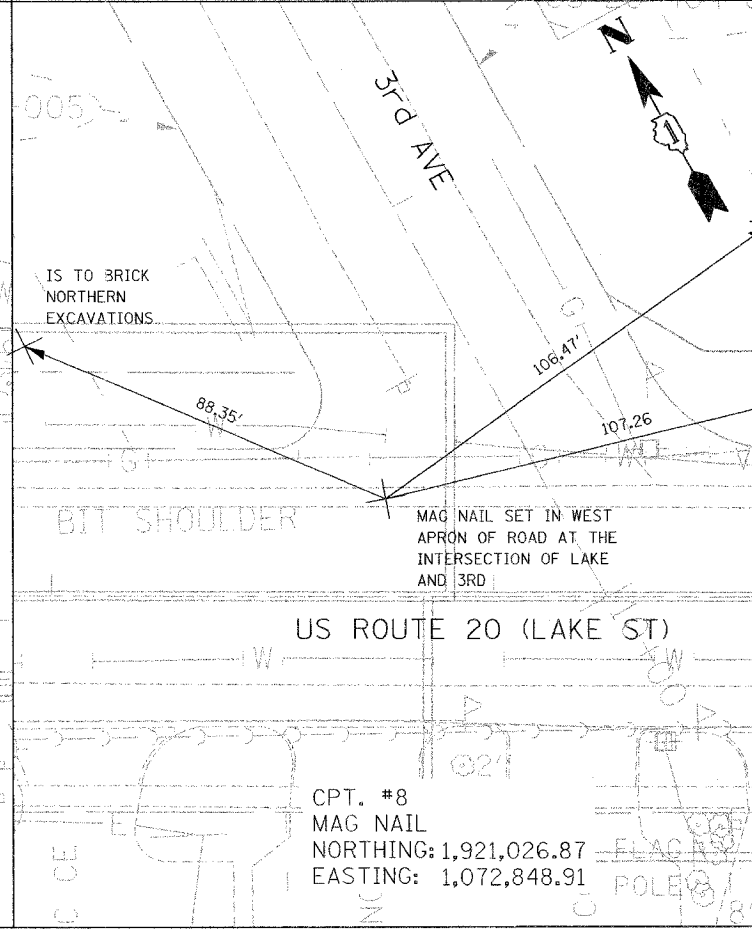 005
N
3rd AVE
IS TO BRICK
NORTHERN
EXCAVATIONS
106.47'
88.35'
W
107.26
G
G
W
BIT SHOULDER
MAG NAIL SET IN WEST
APRON OF ROAD AT THE
INTERSECTION OF LAKE
AND 3RD
US ROUTE 20 (LAKE ST)
W
W
CPT. #8
MAG NAIL
NORTHING: 1,921,026.87
EASTING: 1,072,848.91
FLAG
POLE